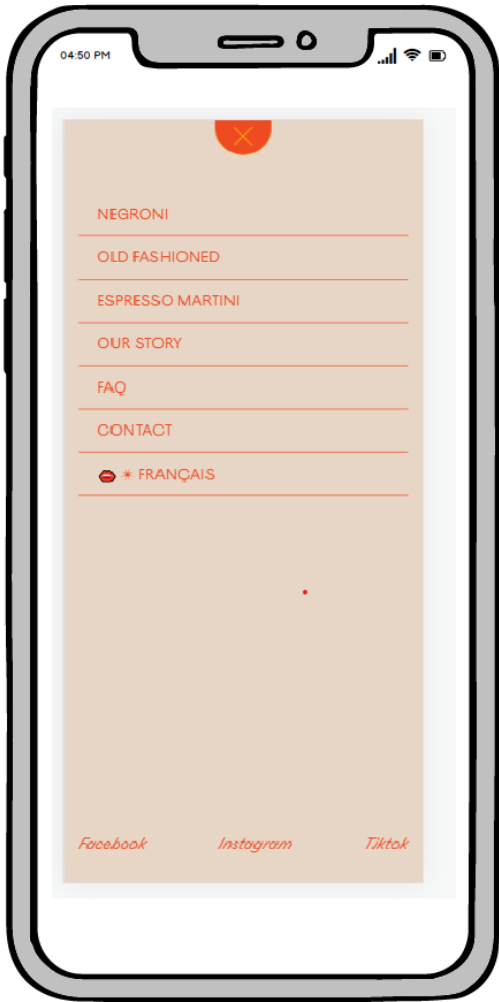 04:50 PM
NEGRONI
OLD FASHIONED
ESPRESSO MARTINI
OUR STORY
FAQ
CONTACT
👄 * FRANÇAIS
Facebook Instagram Tiktok